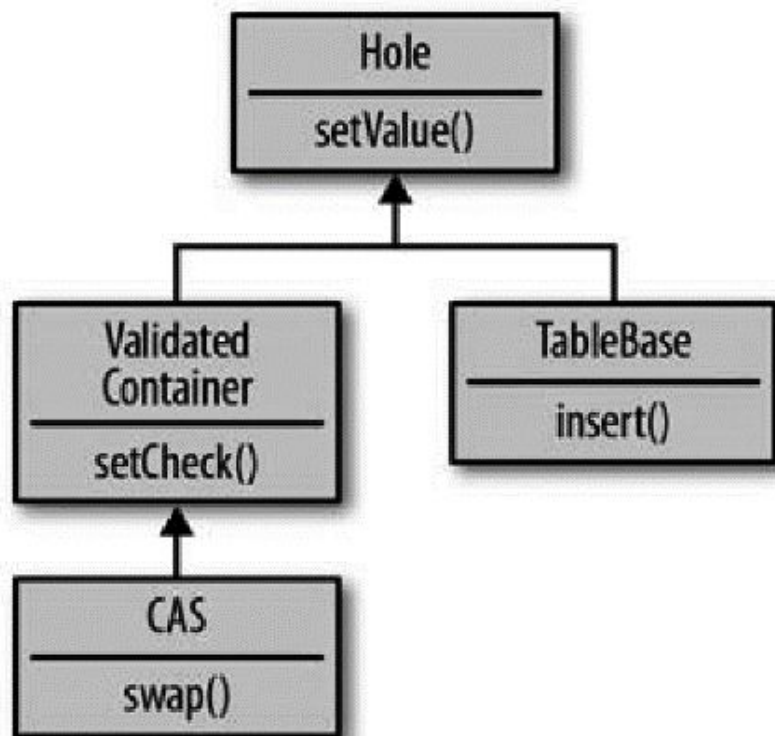 Hole
setValue()
Validated
Container
setCheck()
TableBase
insert()
CAS
swap()